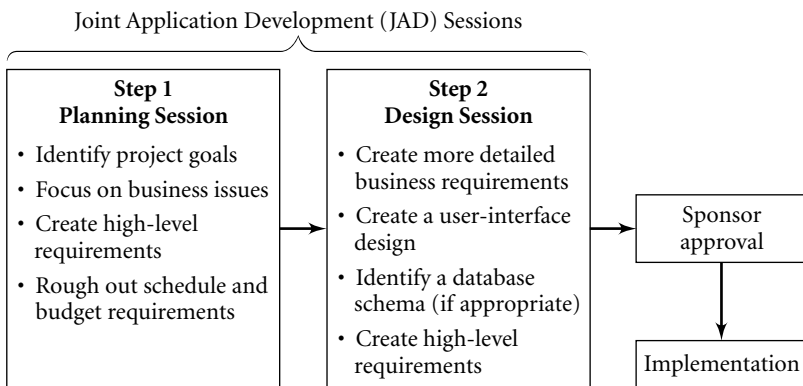 Joint Application Development (JAD) Sessions
Step 1
Planning Session
• Identify project goals
• Focus on business issues
• Create high-level
requirements
• Rough out schedule and
budget requirements
Step 2
Design Session
• Create more detailed
business requirements
• Create a user-interface
design
• Identify a database
schema (if appropriate)
• Create high-level
requirements
Sponsor
approval
Implementation